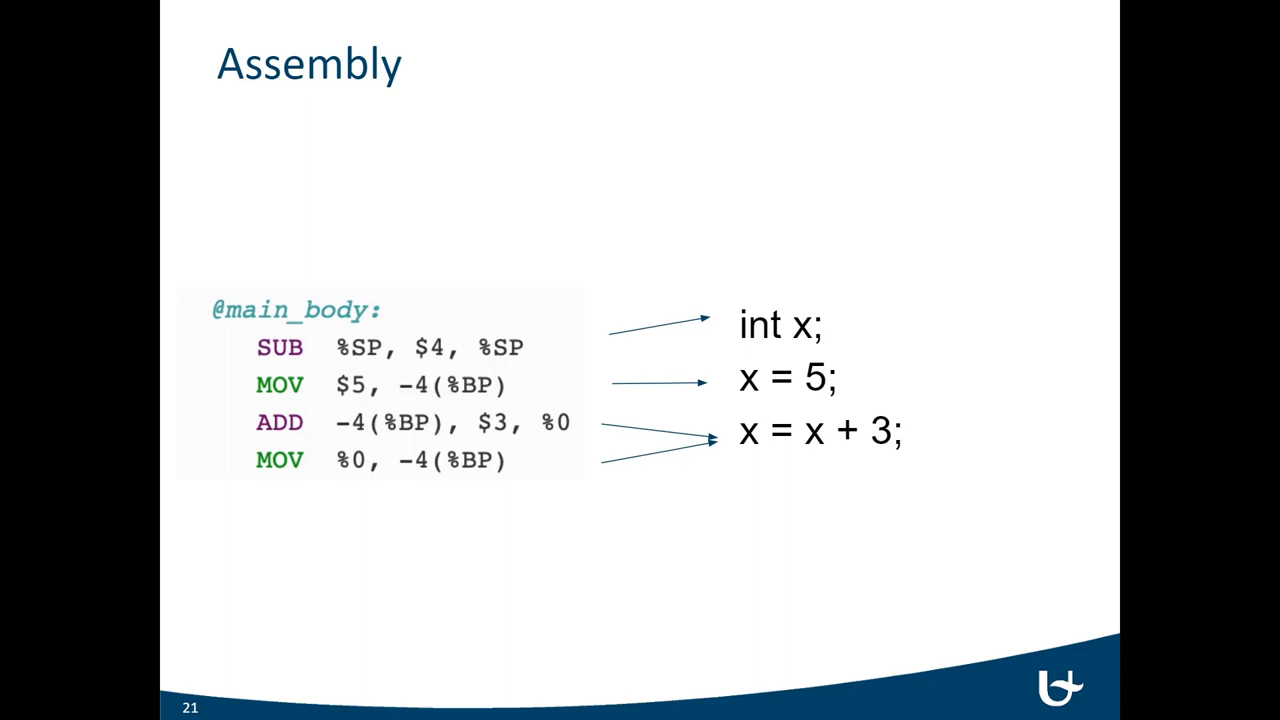 Assembly
@main_body:
SUB %SP, $4, %SP
MOV $5, -4(%BP)
ADD -4(%BP), $3, %0
MOV %0, -4(%BP)
int x;
x = 5;
x = x + 3;
21